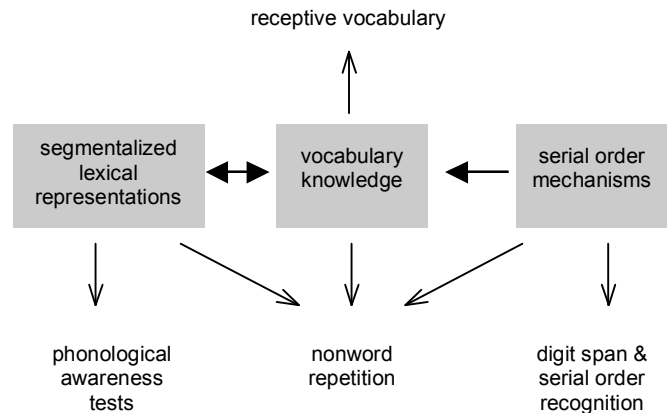 receptive vocabulary
segmentalized
lexical
representations
vocabulary
knowledge
serial order
mechanisms
phonological
awareness
tests
nonword
repetition
digit span &
serial order
recognition